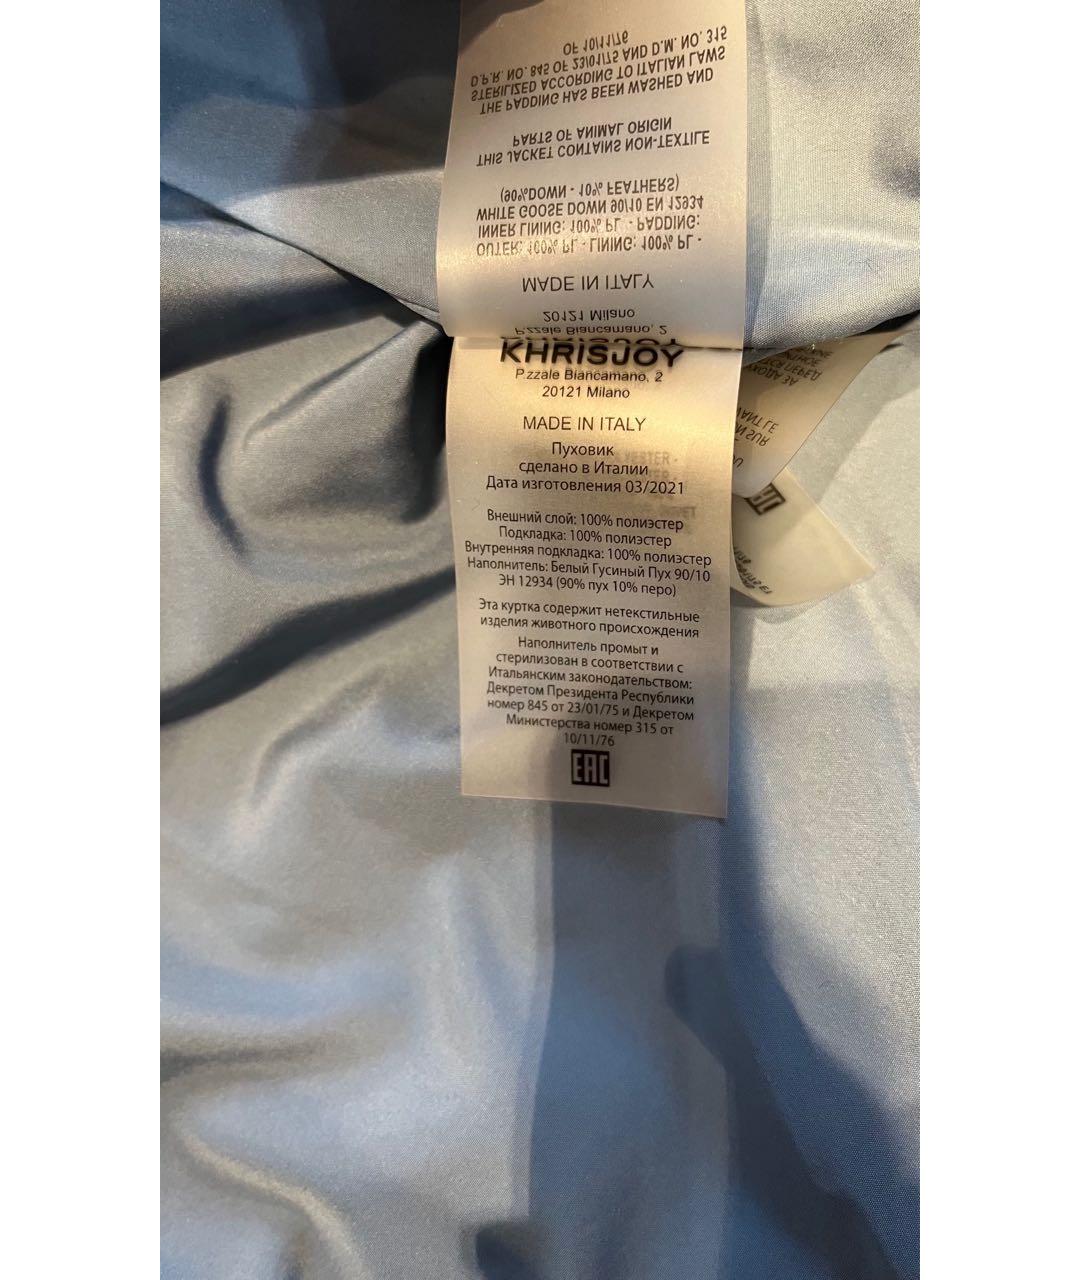 OF 10/11/76
D.P.R. NO. 845 OF 23/01/75 AND D.M. NO. 315
STERILIZED ACCORDING TO ITALIAN LAWS
THE PADDING HAS BEEN WASHED AND
PARTS OF ANIMAL ORIGIN
THIS JACKET CONTAINS NON-TEXTILE
(90%DOWN - 10% FEATHERS)
WHITE GOOSE DOWN 90/10 EN 12934
INNER LINING: 100% PL - PADDING:
OUTER: 100% PL - LINING: 100% PL -
MADE IN ITALY
20121 Milano
P.zzale Biancamano, 2
KHRISJOY
P.zzale Biancamano, 2
20121 Milano
MADE IN ITALY
Пуховик
сделано в Италии
Дата изготовления 03/2021
Внешний слой: 100% полиэстер
Подкладка: 100% полиэстер
Внутренняя подкладка: 100% полиэстер
Наполнитель: Белый Гусиный Пух 90/10
ЭН 12934 (90% пух 10% перо)
Эта куртка содержит нетекстильные
изделия животного происхождения
Наполнитель промыт и
стерилизован в соответствии с
Итальянским законодательством:
Декретом Президента Республики
номер 845 от 23/01/75 и Декретом
Министерства номер 315 от
10/11/76
EAC
УХОДА ЗА
ПЕРЕД
SUR
EAC